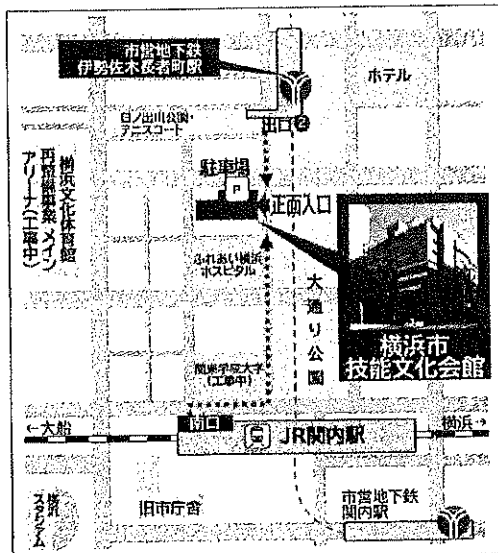 市営地下鉄
伊勢佐木長者町駅
ホテル
日ノ出川公園・
テニスコート
出口❷
駐車場
P
正面入口
横浜文化体育館
再整備事業 メイン
アリーナ(工事中)
ふれあい横浜
ホスピタル
大通り公園
横浜市
技能文化会館
関東学院大学
(工事中)
←大船
南口
JR関内駅
横浜→
横浜
スタジアム
旧市庁舎
市営地下鉄
関内駅